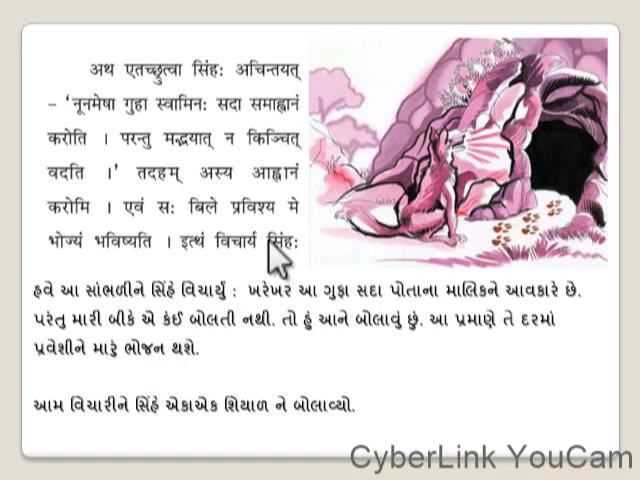 अथ एतच्छ्रुत्वा सिंहः अचिन्तयत्
– ‘नूनमेषा गुहा स्वामिनः सदा समाह्वानं
करोति । परन्तु मद्भयात् न किञ्चित्
वदति ।’ तदहम् अस्य आह्वानं
करोमि । एवं सः बिले प्रविश्य मे
भोज्यं भविष्यति । इत्थं विचार्य सिंहः
હવે આ સાંભળીને સિંહે વિચાર્યું : ખરેખર આ ગુફા સદા પોતાના માલિકને આવકારે છે.
પરંતુ મારી બીકે એ કંઈ બોલતી નથી. તો હું આને બોલાવું છું. આ પ્રમાણે તે દરમાં
પ્રવેશીને મારું ભોજન થશે.
આમ વિચારીને સિંહે એકાએક શિયાળ ને બોલાવ્યો.
CyberLink YouCam